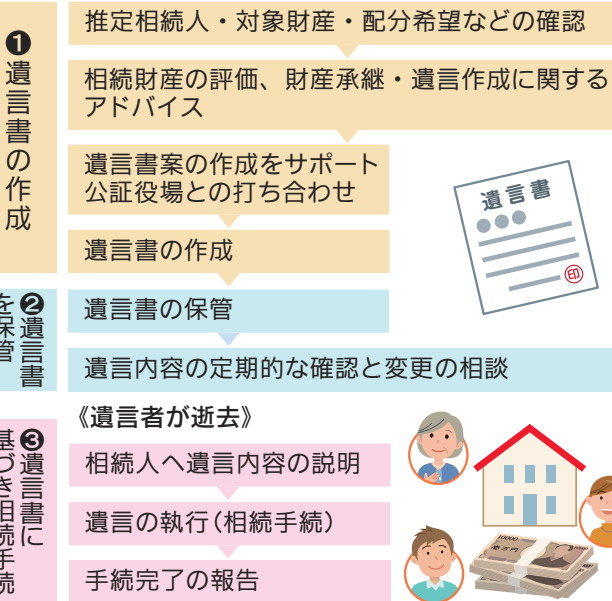 ❶遺言書の作成
推定相続人・対象財産・配分希望などの確認
相続財産の評価、財産承継・遺言作成に関する
アドバイス
遺言書案の作成をサポート
公証役場との打ち合わせ
遺言書の作成
遺言書
印
❷遺言書
を保管
遺言書の保管
遺言内容の定期的な確認と変更の相談
《遺言者が逝去》
❸遺言書に
基づき相続手続
相続人へ遺言内容の説明
遺言の執行（相続手続）
手続完了の報告
10000
壱万円